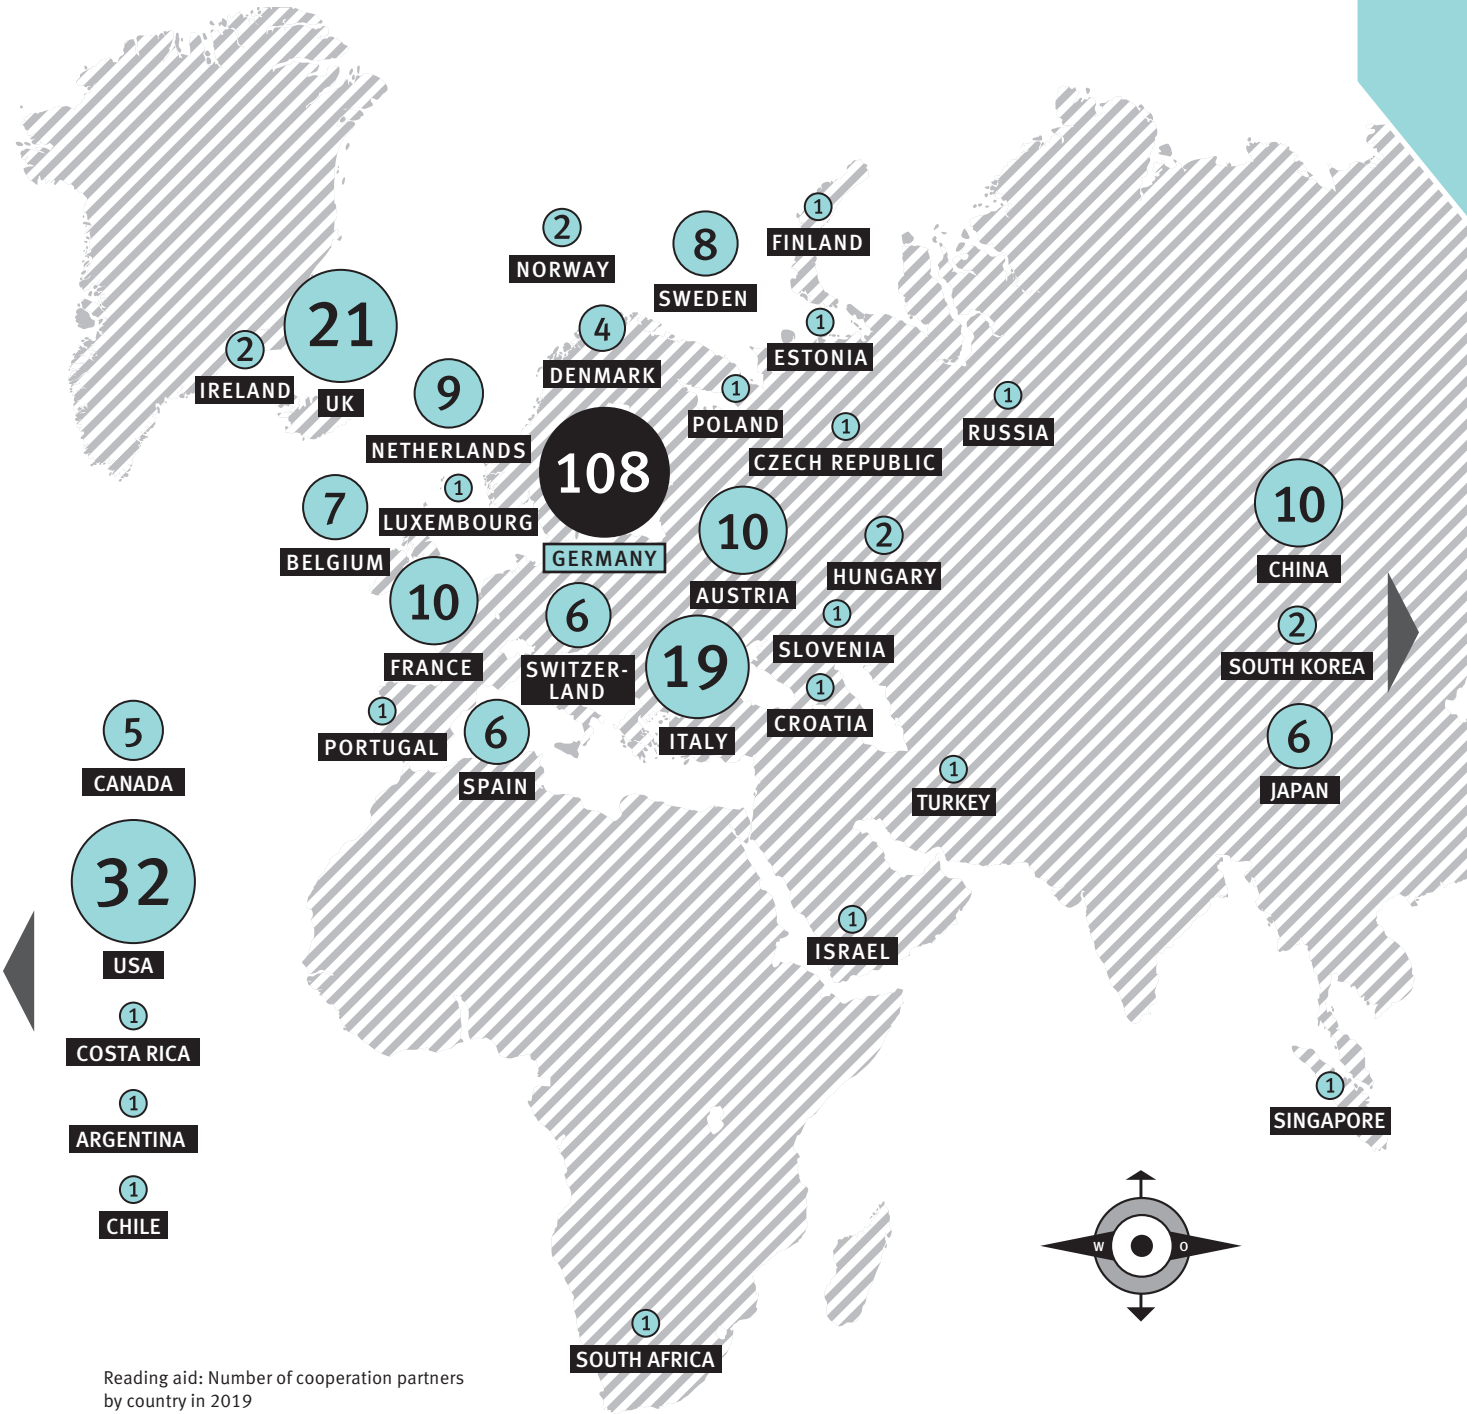 1
FINLAND
2
NORWAY
8
SWEDEN
21
UK
2
IRELAND
4
DENMARK
1
ESTONIA
9
NETHERLANDS
1
POLAND
1
CZECH REPUBLIC
1
RUSSIA
108
GERMANY
1
LUXEMBOURG
7
BELGIUM
10
AUSTRIA
2
HUNGARY
10
CHINA
10
FRANCE
6
SWITZER-
LAND
19
ITALY
1
SLOVENIA
1
CROATIA
2
SOUTH KOREA
1
PORTUGAL
6
SPAIN
5
CANADA
1
TURKEY
6
JAPAN
32
USA
1
ISRAEL
1
COSTA RICA
1
ARGENTINA
1
CHILE
1
SINGAPORE
W
O
1
SOUTH AFRICA
Reading aid: Number of cooperation partners
by country in 2019